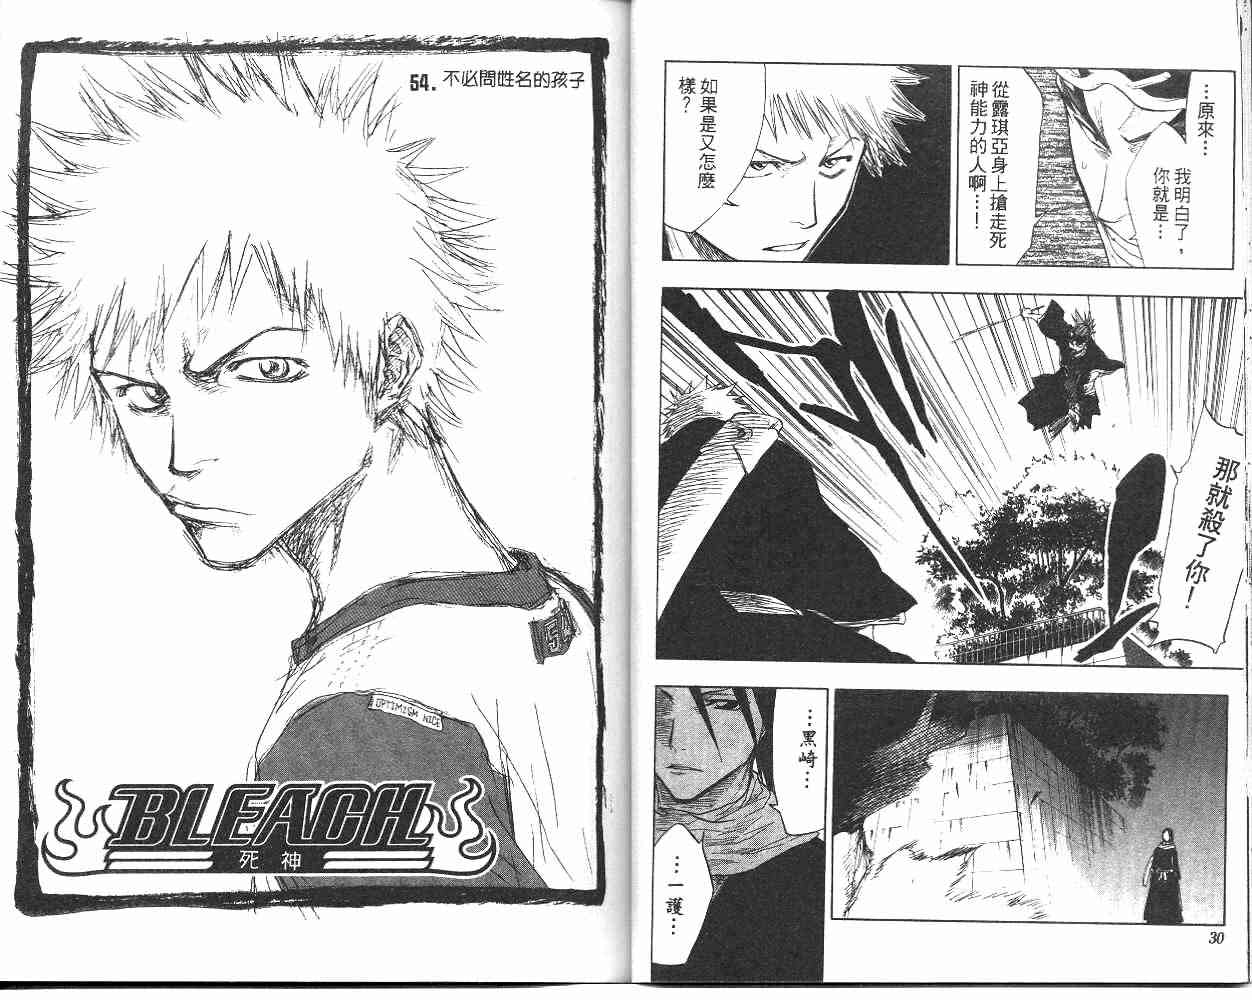 …原來…
我明白了，
你就是…
從露琪亞身上搶走死
神能力的人啊…！
如果是又怎麼
樣？
那就殺了你！
…黑崎…
…一護…
30
54. 不必問姓名的孩子
OPTIMISM NICE
BLEACH
死神